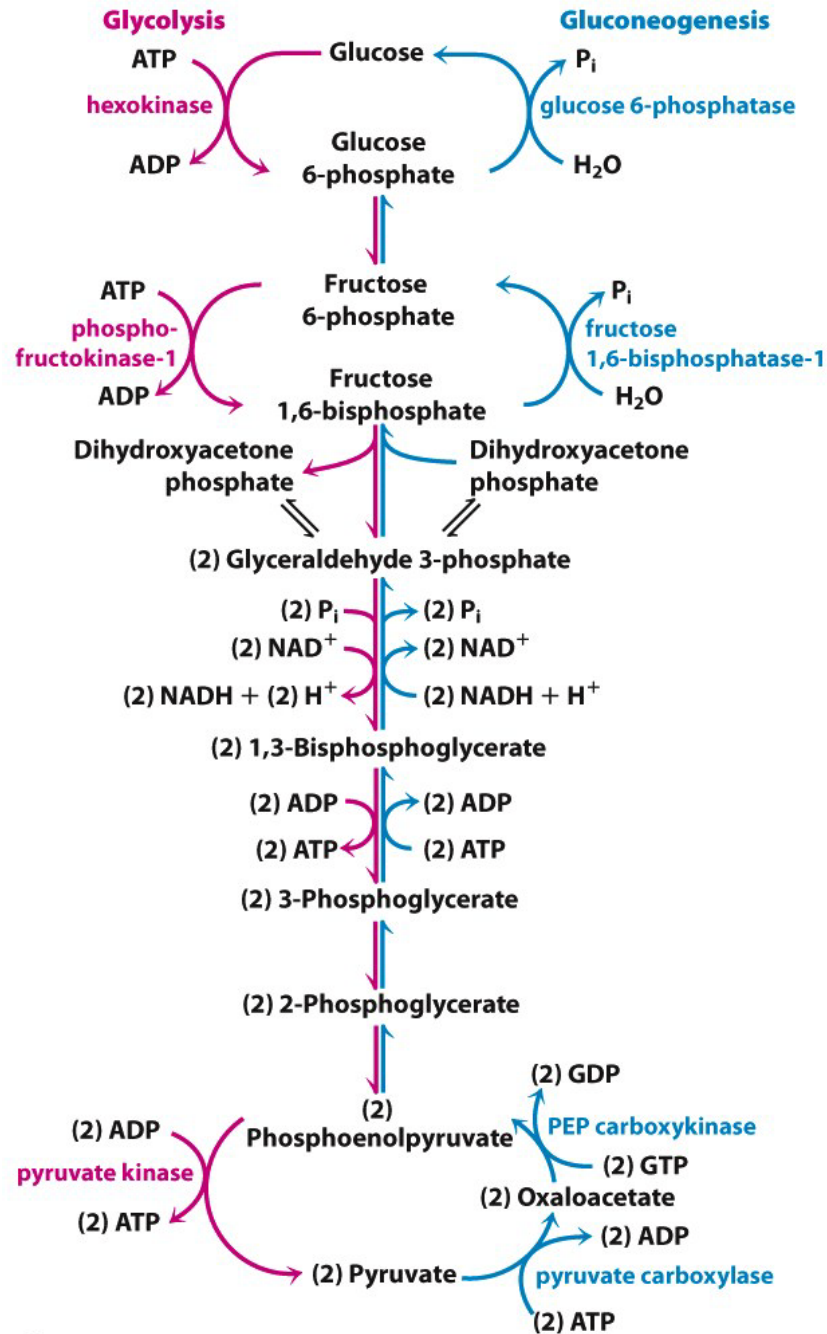 Glycolysis
Gluconeogenesis
ATP
Glucose
Pi
hexokinase
glucose 6-phosphatase
ADP
Glucose
6-phosphate
H2O
ATP
Fructose
6-phosphate
Pi
phospho-
fructokinase-1
fructose
1,6-bisphosphatase-1
ADP
Fructose
1,6-bisphosphate
H2O
Dihydroxyacetone
phosphate
Dihydroxyacetone
phosphate
(2) Glyceraldehyde 3-phosphate
(2) Pi
(2) Pi
(2) NAD+
(2) NAD+
(2) NADH + (2) H+
(2) NADH + H+
(2) 1,3-Bisphosphoglycerate
(2) ADP
(2) ADP
(2) ATP
(2) ATP
(2) 3-Phosphoglycerate
(2) 2-Phosphoglycerate
(2)
Phosphoenolpyruvate
(2) GDP
(2) ADP
PEP carboxykinase
pyruvate kinase
(2) GTP
(2) ATP
(2) Oxaloacetate
(2) ADP
(2) Pyruvate
pyruvate carboxylase
(2) ATP